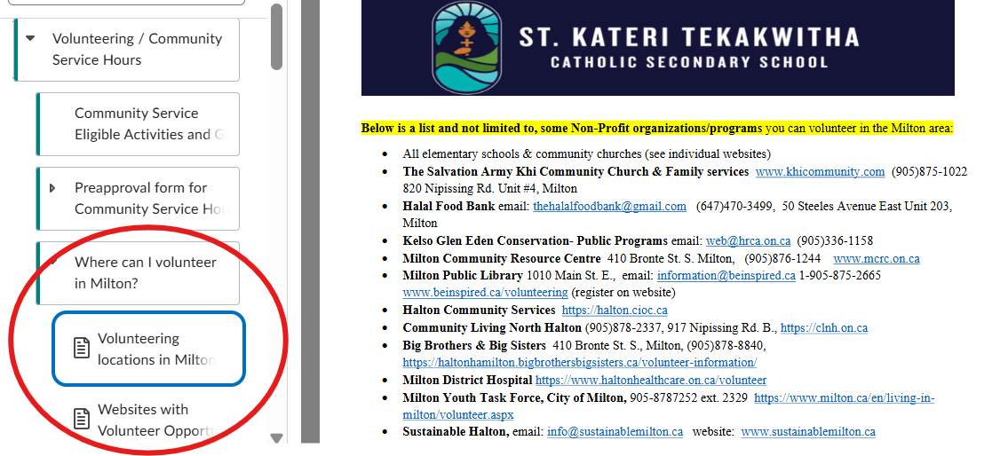 Volunteering / Community
Service Hours
Community Service
Eligible Activities and G
Preapproval form for
Community Service Hou
Where can I volunteer
in Milton?
Volunteering
locations in Milton
Websites with
Volunteer Opport
ST. KATERI TEKAKWITHA
CATHOLIC SECONDARY SCHOOL
Below is a list and not limited to, some Non-Profit organizations/programs you can volunteer in the Milton area:
• All elementary schools & community churches (see individual websites)
• The Salvation Army Khi Community Church & Family services www.khicommunity.com (905)875-1022
820 Nipissing Rd. Unit #4, Milton
• Halal Food Bank email: thehalalfoodbank@gmail.com (647)470-3499, 50 Steeles Avenue East Unit 203,
Milton
• Kelso Glen Eden Conservation- Public Programs email: web@hrca.on.ca (905)336-1158
• Milton Community Resource Centre 410 Bronte St. S. Milton, (905)876-1244 www.mcrc.on.ca
• Milton Public Library 1010 Main St. E., email: information@beinspired.ca 1-905-875-2665
www.beinspired.ca/volunteering (register on website)
• Halton Community Services https://halton.cioc.ca
• Community Living North Halton (905)878-2337, 917 Nipissing Rd. B., https://clnh.on.ca
• Big Brothers & Big Sisters 410 Bronte St. S., Milton, (905)878-8840,
https://haltonhamilton.bigbrothersbigsisters.ca/volunteer-information/
• Milton District Hospital https://www.haltonhealthcare.on.ca/volunteer
• Milton Youth Task Force, City of Milton, 905-8787252 ext. 2329 https://www.milton.ca/en/living-in-
milton/volunteer.aspx
• Sustainable Halton, email: info@sustainablemilton.ca website: www.sustainablemilton.ca